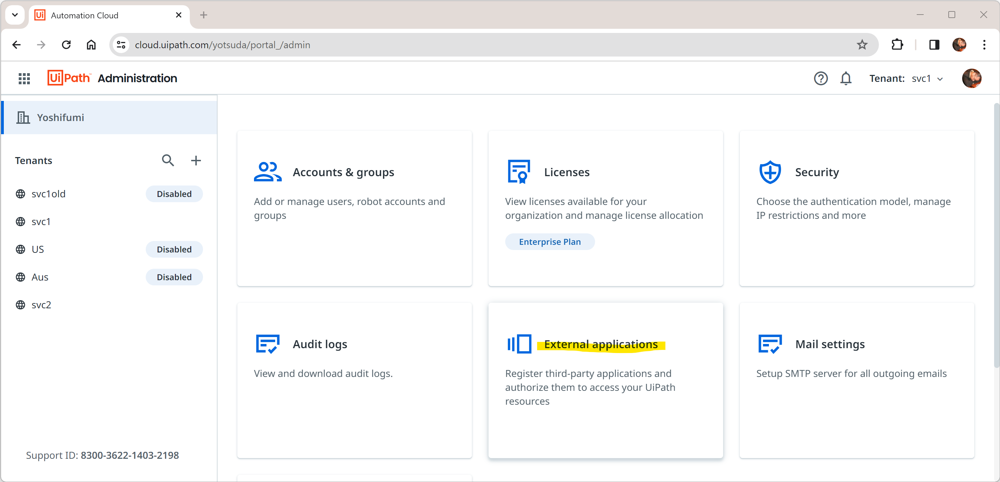 Automation Cloud
cloud.uipath.com/yotsuda/portal_/admin
UiPath™ Administration
Tenant: svc1
Yoshifumi
Tenants
svc1old Disabled
svc1
US Disabled
Aus Disabled
svc2
Support ID: 8300-3622-1403-2198
Accounts & groups
Add or manage users, robot accounts and
groups
Licenses
View licenses available for your
organization and manage license allocation
Enterprise Plan
Security
Choose the authentication model, manage
IP restrictions and more
Audit logs
View and download audit logs.
External applications
Register third-party applications and
authorize them to access your UiPath
resources
Mail settings
Setup SMTP server for all outgoing emails